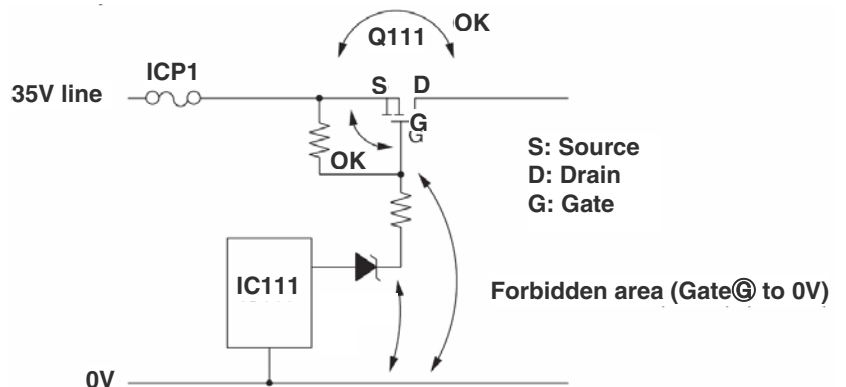 Q111
OK
ICP1
35V line
S D
G
G
OK
S: Source
D: Drain
G: Gate
IC111
Forbidden area (GateⒼ to 0V)
0V